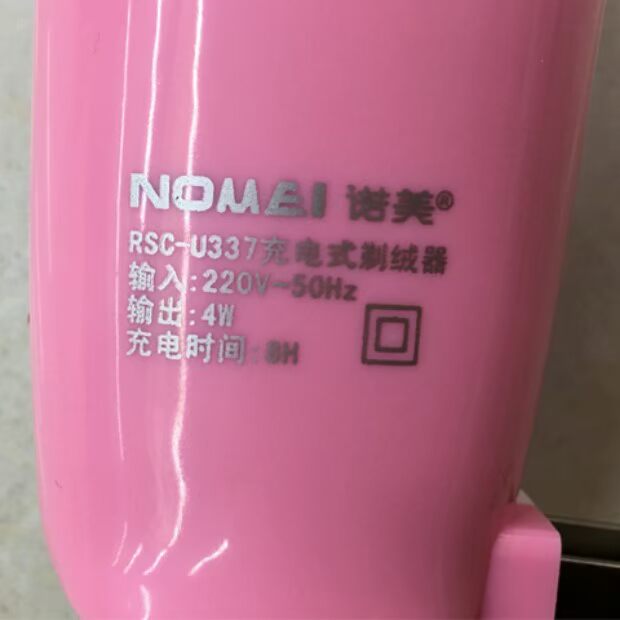 NOMAI 诺美®
RSC-U337充电式剃绒器
输入:220V~50Hz
输出:4W
充电时间:8H